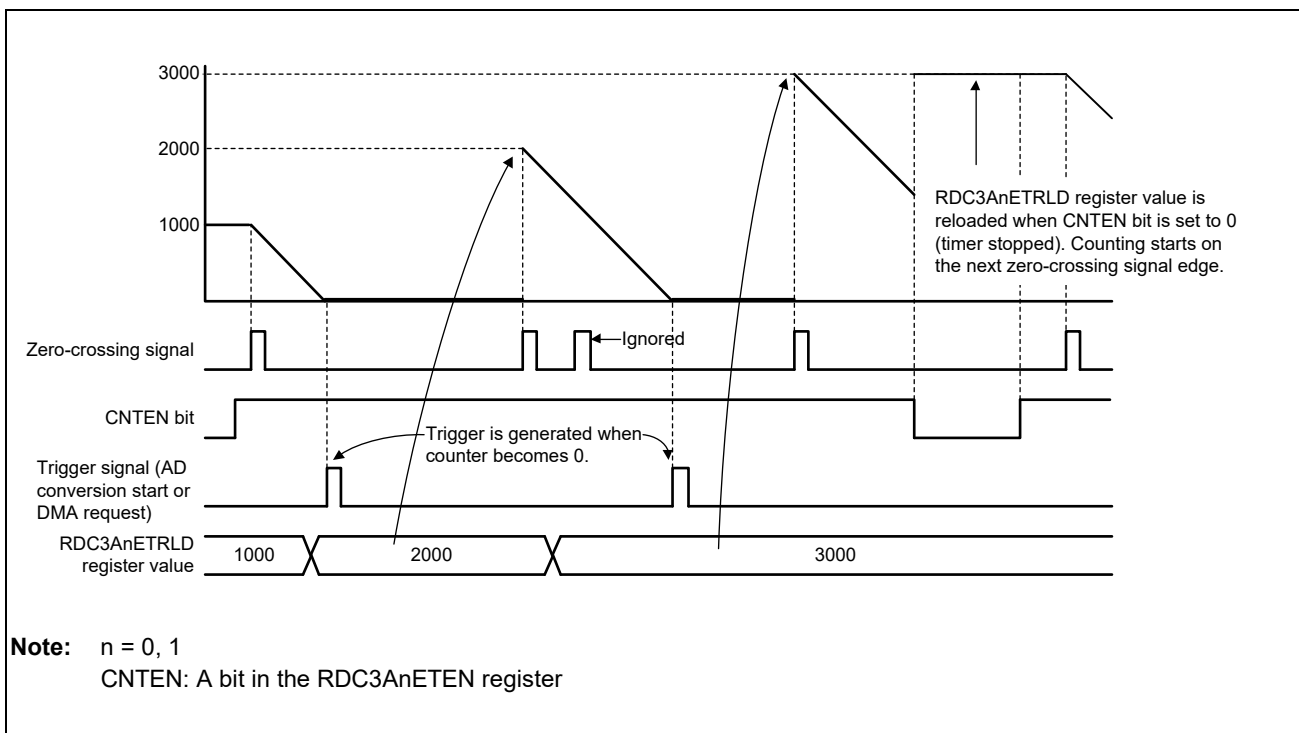 3000
2000
1000
RDC3AnETRLD register value is
reloaded when CNTEN bit is set to 0
(timer stopped). Counting starts on
the next zero-crossing signal edge.
Zero-crossing signal
Ignored
CNTEN bit
Trigger is generated when
counter becomes 0.
Trigger signal (AD
conversion start or
DMA request)
RDC3AnETRLD
register value
1000
2000
3000
Note: n = 0, 1
CNTEN: A bit in the RDC3AnETEN register